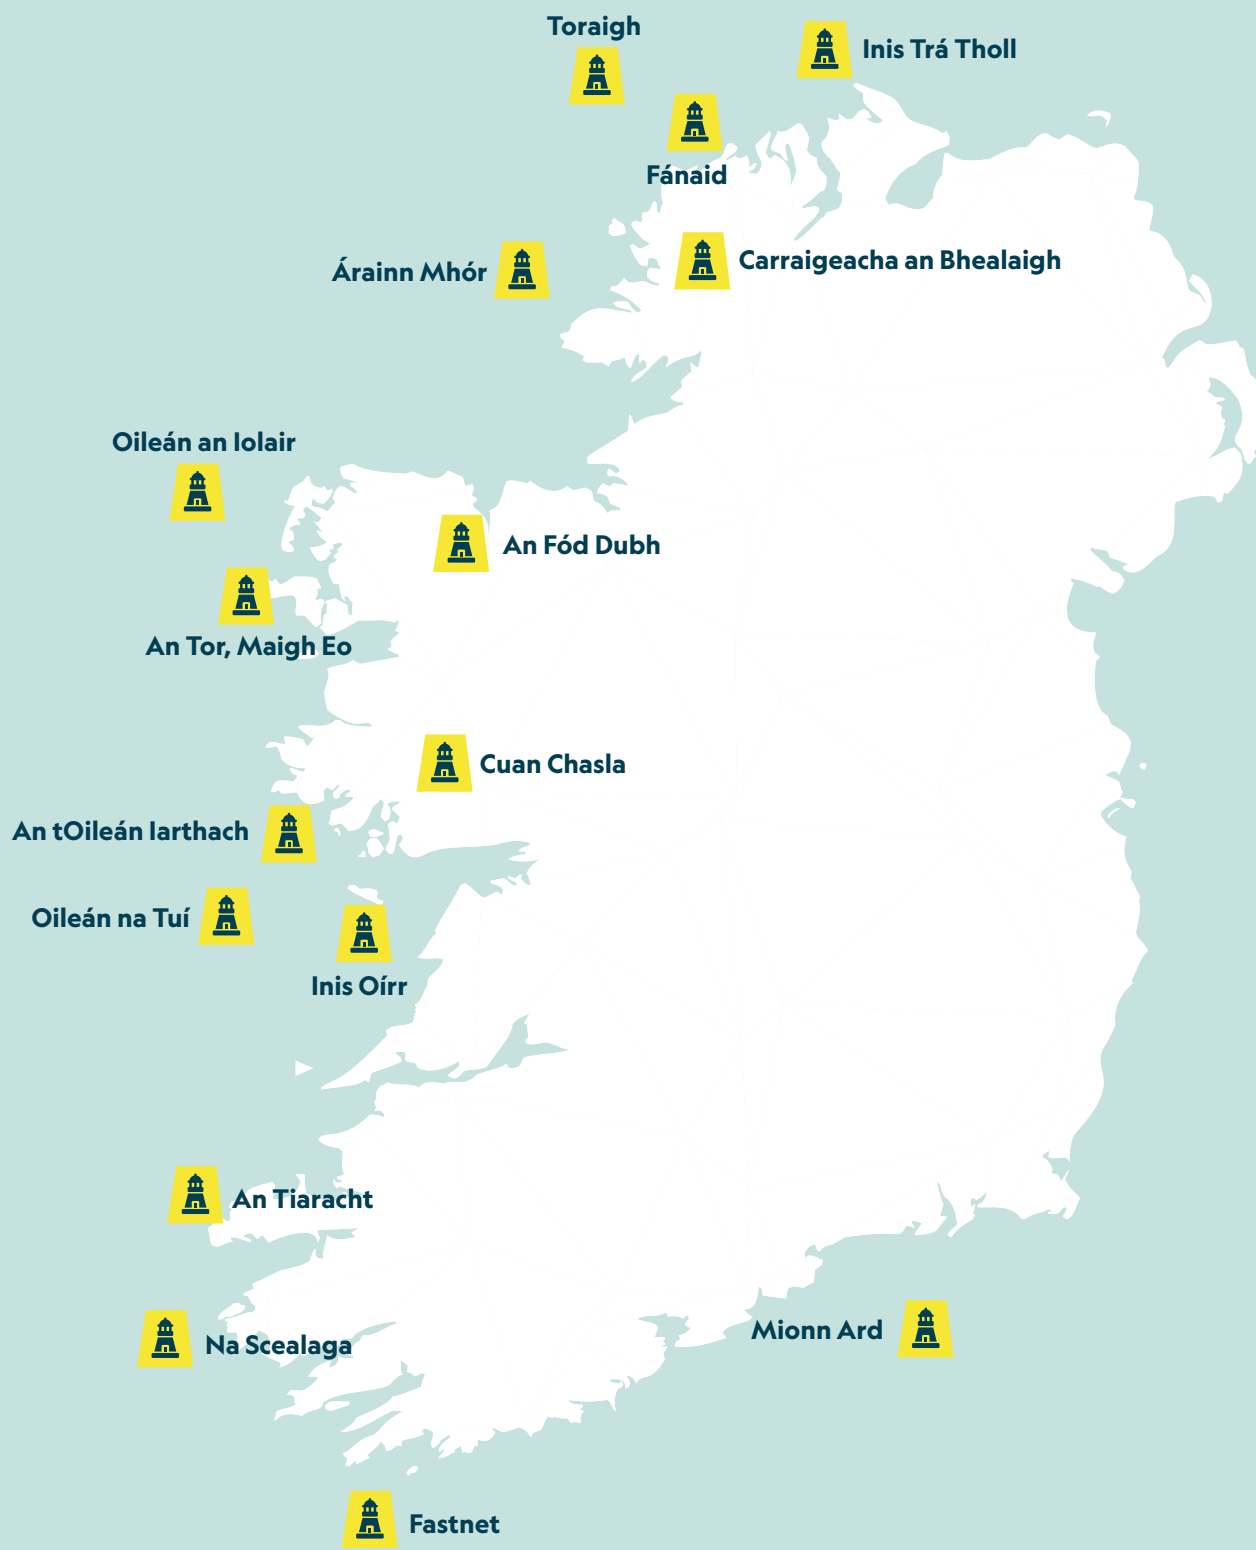 Toraigh
Inis Trá Tholl
Fánaid
Carraigeacha an Bhealaigh
Árainn Mhór
Oileán an Iolair
An Fód Dubh
An Tor, Maigh Eo
Cuan Chasla
An tOileán Iarthach
Oileán na Tuí
Inis Oírr
An Tiaracht
Mionn Ard
Na Scealaga
Fastnet